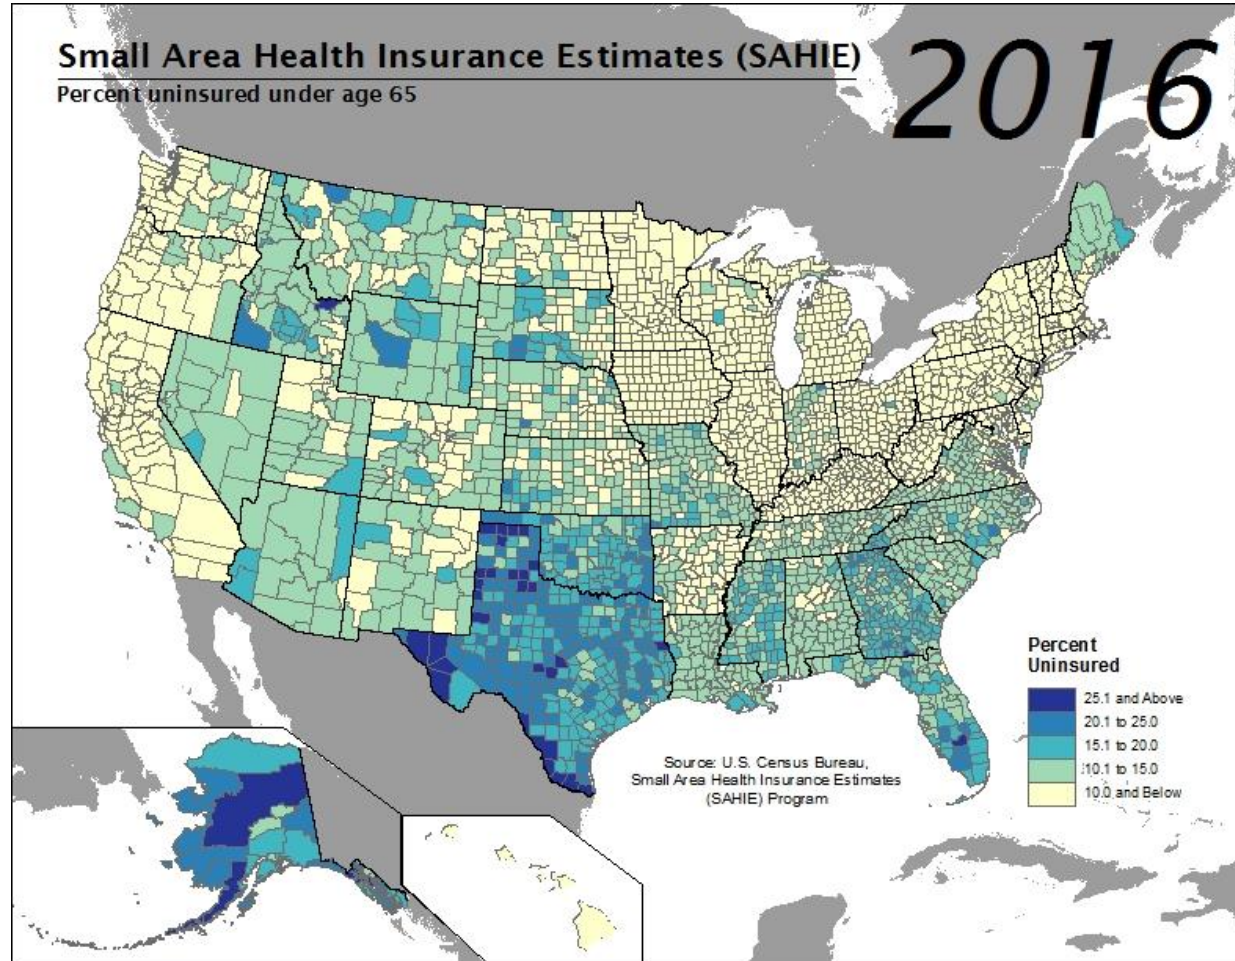 Small Area Health Insurance Estimates (SAHIE)
2016
Percent uninsured under age 65
Percent
Uninsured
25.1 and Above
20.1 to 25.0
15.1 to 20.0
10.1 to 15.0
10.0 and Below
Source: U.S. Census Bureau,
Small Area Health Insurance Estimates
(SAHIE) Program